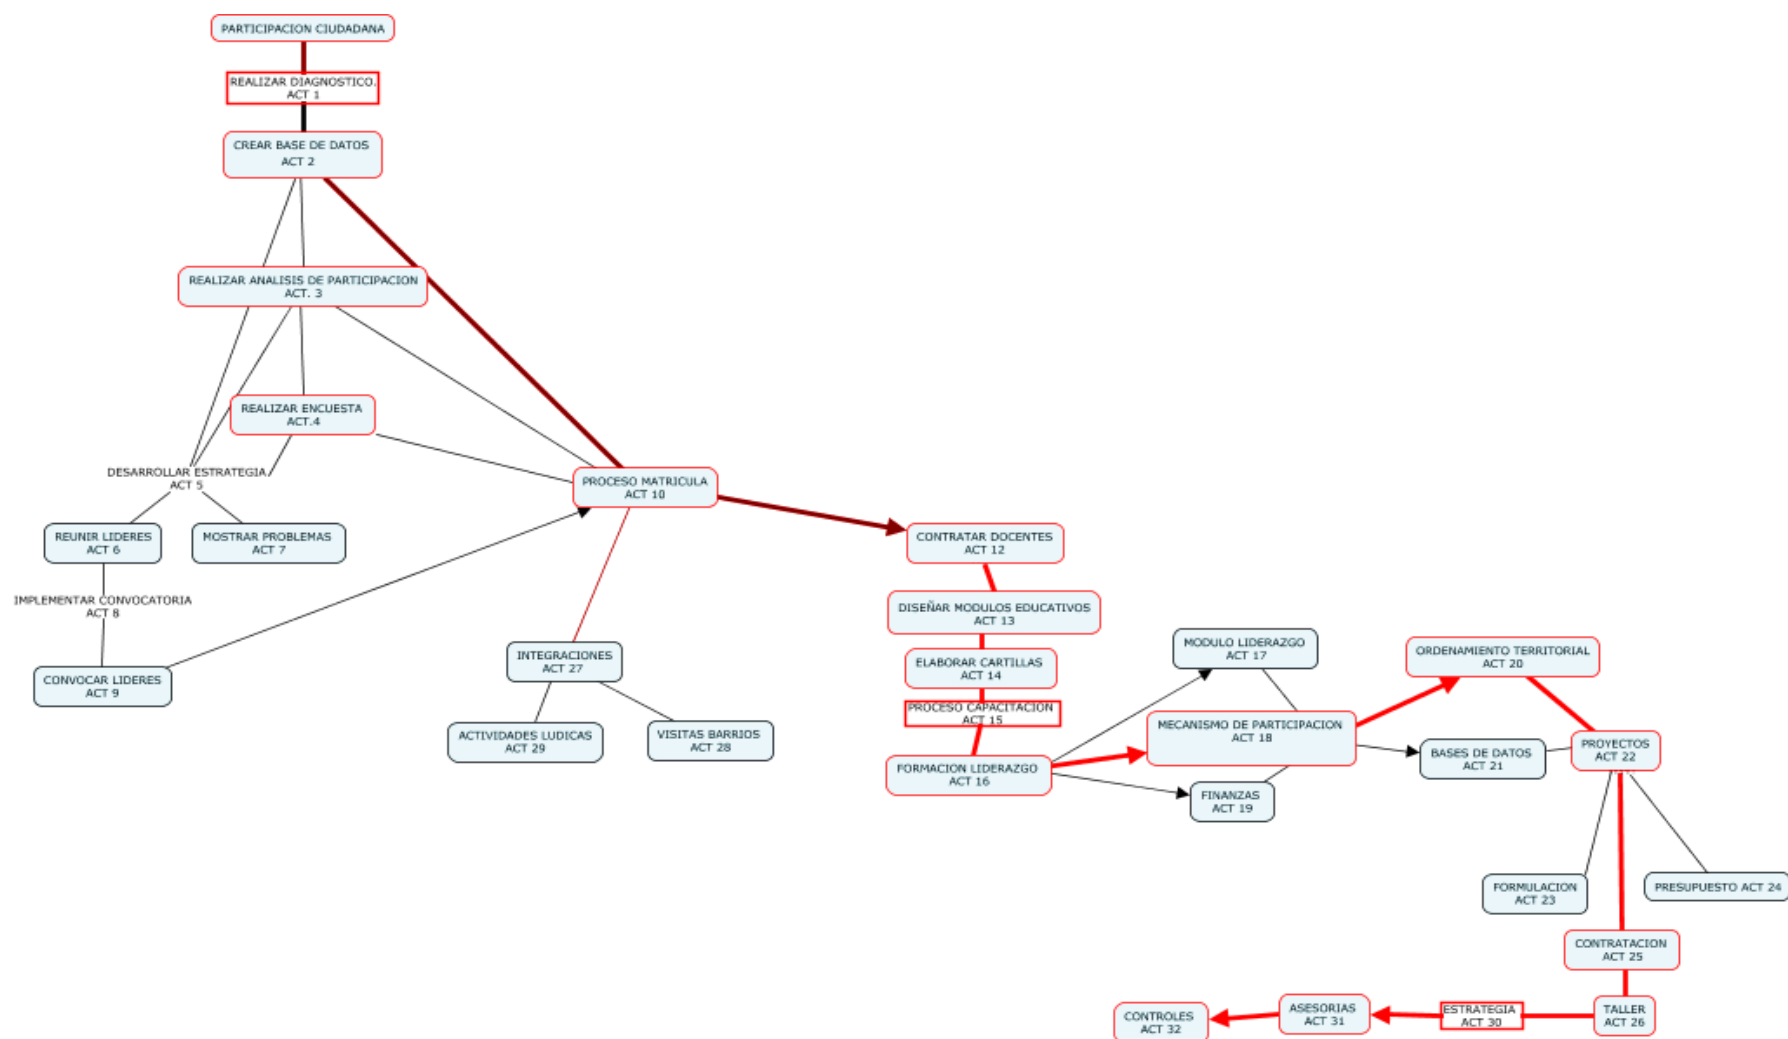 PARTICIPACION CIUDADANA
REALIZAR DIAGNOSTICO.
ACT 1
CREAR BASE DE DATOS
ACT 2
REALIZAR ANALISIS DE PARTICIPACION
ACT. 3
REALIZAR ENCUESTA
ACT.4
DESARROLLAR ESTRATEGIA
ACT 5
REUNIR LIDERES
ACT 6
MOSTRAR PROBLEMAS
ACT 7
IMPLEMENTAR CONVOCATORIA
ACT 8
CONVOCAR LIDERES
ACT 9
PROCESO MATRICULA
ACT 10
INTEGRACIONES
ACT 27
ACTIVIDADES LUDICAS
ACT 29
VISITAS BARRIOS
ACT 28
CONTRATAR DOCENTES
ACT 12
DISEÑAR MODULOS EDUCATIVOS
ACT 13
ELABORAR CARTILLAS
ACT 14
PROCESO CAPACITACION
ACT 15
FORMACION LIDERAZGO
ACT 16
MODULO LIDERAZGO
ACT 17
MECANISMO DE PARTICIPACION
ACT 18
FINANZAS
ACT 19
ORDENAMIENTO TERRITORIAL
ACT 20
BASES DE DATOS
ACT 21
PROYECTOS
ACT 22
FORMULACION
ACT 23
PRESUPUESTO ACT 24
CONTRATACION
ACT 25
TALLER
ACT 26
ESTRATEGIA
ACT 30
ASESORIAS
ACT 31
CONTROLES
ACT 32